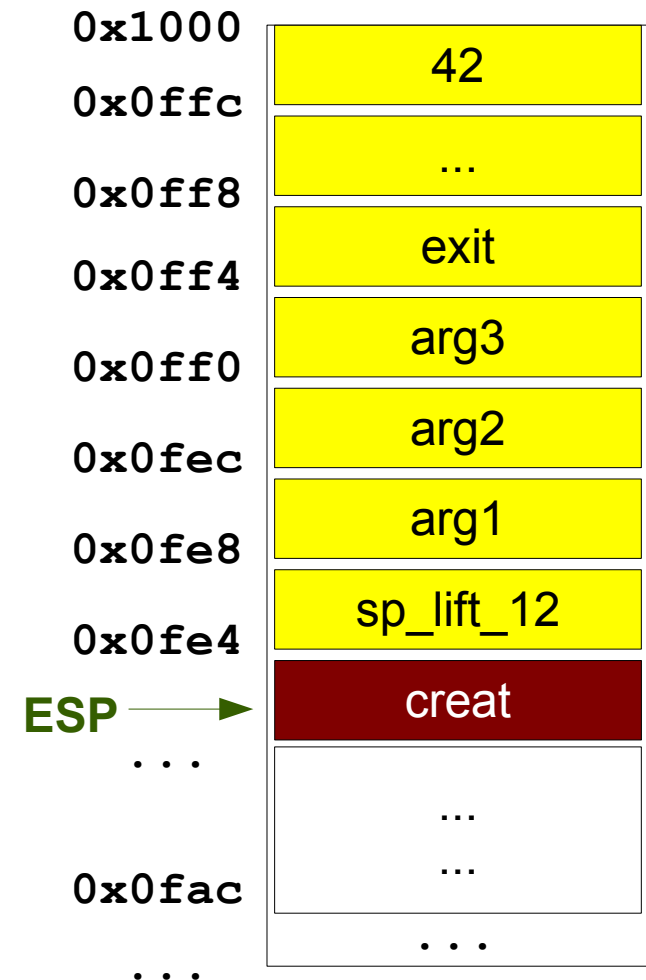 0x1000
42
0x0ffc
...
0x0ff8
exit
0x0ff4
arg3
0x0ff0
arg2
0x0fec
arg1
0x0fe8
sp_lift_12
0x0fe4
creat
ESP
...
...
...
0x0fac
...
...